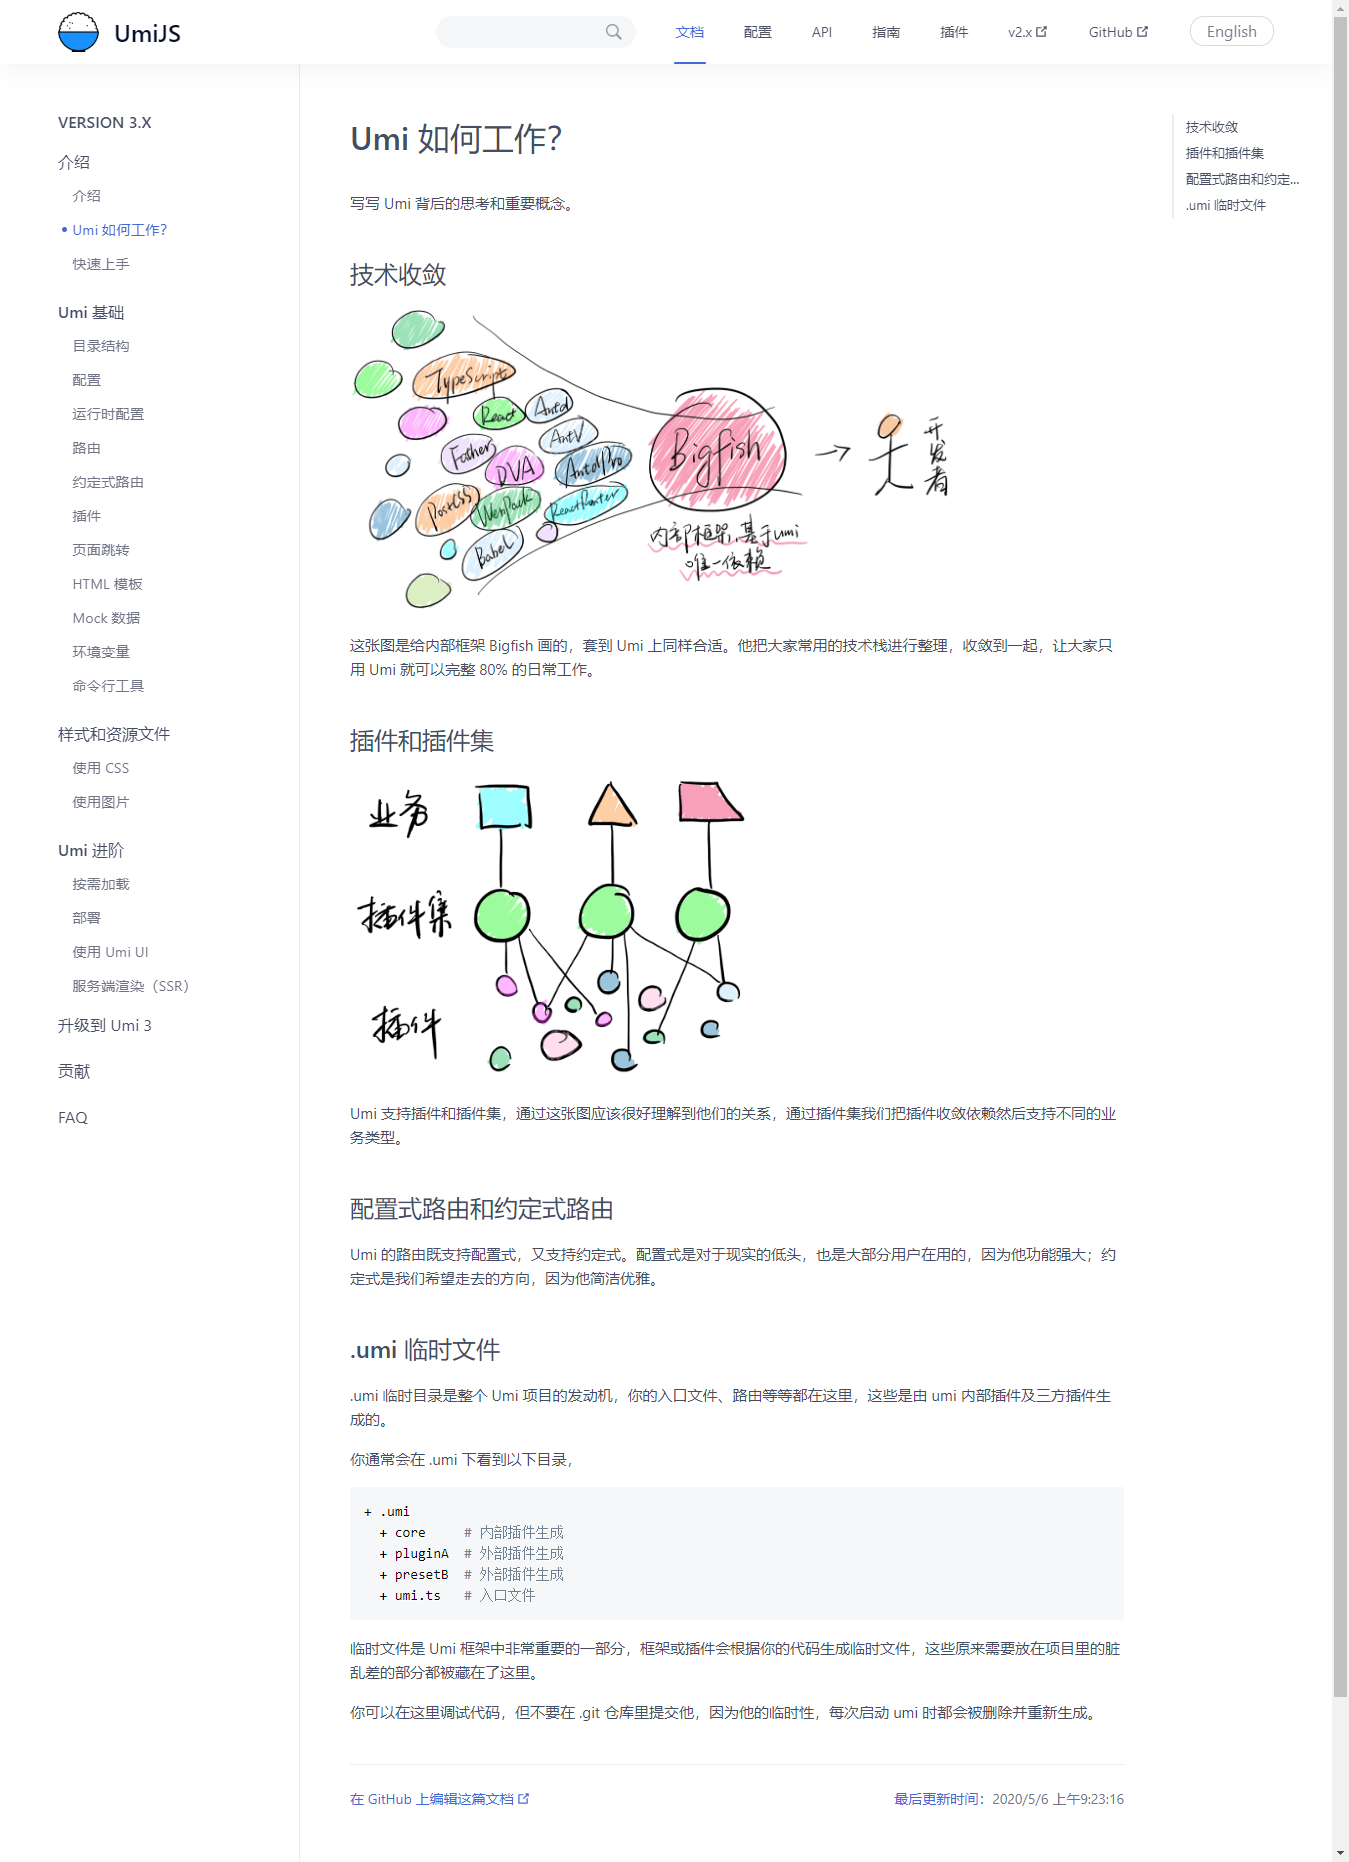 UmiJS
文档
配置
API
指南
插件
v2.x
GitHub
English
VERSION 3.X
介绍
介绍
Umi 如何工作?
快速上手
Umi 基础
目录结构
配置
运行时配置
路由
约定式路由
插件
页面跳转
HTML 模板
Mock 数据
环境变量
命令行工具
样式和资源文件
使用 CSS
使用图片
Umi 进阶
按需加载
部署
使用 Umi UI
服务端渲染（SSR）
升级到 Umi 3
贡献
FAQ
Umi 如何工作?
写写 Umi 背后的思考和重要概念。
技术收敛
TypeScript
React
Antd
AntV
Father
DVA
AntdPro
PostCSS
WebPack
ReactRouter
Babel
Bigfish
内部框架,基于umi
唯一依赖
开发者
这张图是给内部框架 Bigfish 画的，套到 Umi 上同样合适。他把大家常用的技术栈进行整理，收敛到一起，让大家只
用 Umi 就可以完整 80% 的日常工作。
插件和插件集
业务
插件集
插件
Umi 支持插件和插件集，通过这张图应该很好理解到他们的关系，通过插件集我们把插件收敛依赖然后支持不同的业
务类型。
配置式路由和约定式路由
Umi 的路由既支持配置式，又支持约定式。配置式是对于现实的低头，也是大部分用户在用的，因为他功能强大；约
定式是我们希望走去的方向，因为他简洁优雅。
.umi 临时文件
.umi 临时目录是整个 Umi 项目的发动机，你的入口文件、路由等等都在这里，这些是由 umi 内部插件及三方插件生
成的。
你通常会在 .umi 下看到以下目录，
+ .umi
+ core # 内部插件生成
+ pluginA # 外部插件生成
+ presetB # 外部插件生成
+ umi.ts # 入口文件
临时文件是 Umi 框架中非常重要的一部分，框架或插件会根据你的代码生成临时文件，这些原来需要放在项目里的脏
乱差的部分都被藏在了这里。
你可以在这里调试代码，但不要在 .git 仓库里提交他，因为他的临时性，每次启动 umi 时都会被删除并重新生成。
在 GitHub 上编辑这篇文档
最后更新时间：2020/5/6 上午9:23:16
技术收敛
插件和插件集
配置式路由和约定...
.umi 临时文件